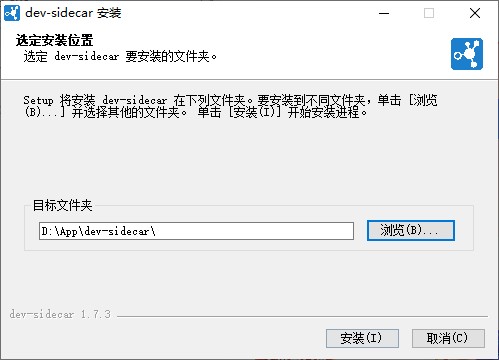 dev-sidecar 安装
选定安装位置
选定 dev-sidecar 要安装的文件夹。
Setup 将安装 dev-sidecar 在下列文件夹。要安装到不同文件夹，单击 [浏览
(B)...] 并选择其他的文件夹。 单击 [安装(I)] 开始安装进程。
目标文件夹
D:\App\dev-sidecar\
浏览(B)...
dev-sidecar 1.7.3
安装(I)
取消(C)